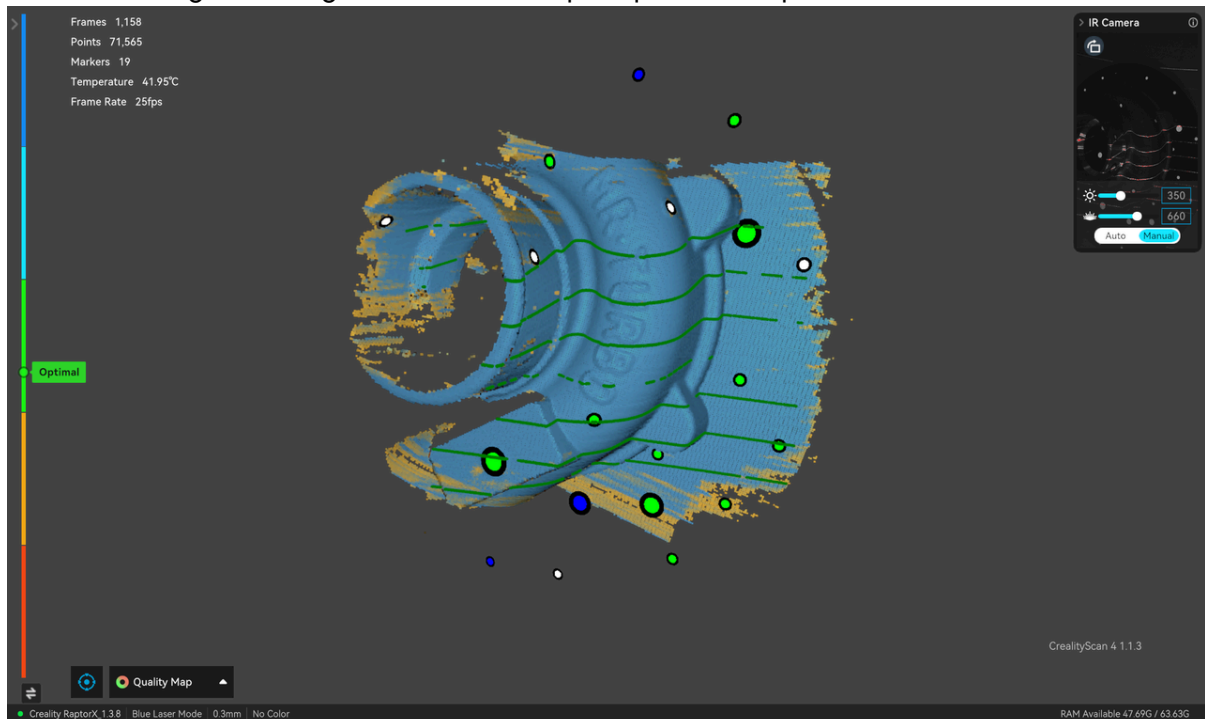 Frames 1,158
Points 71,565
Markers 19
Temperature 41.95℃
Frame Rate 25fps
IR Camera
350
660
Auto Manual
Optimal
CrealityScan 4 1.1.3
Quality Map
Creality RaptorX_1.3.8 Blue Laser Mode 0.3mm No Color
RAM Available 47.69G / 63.63G